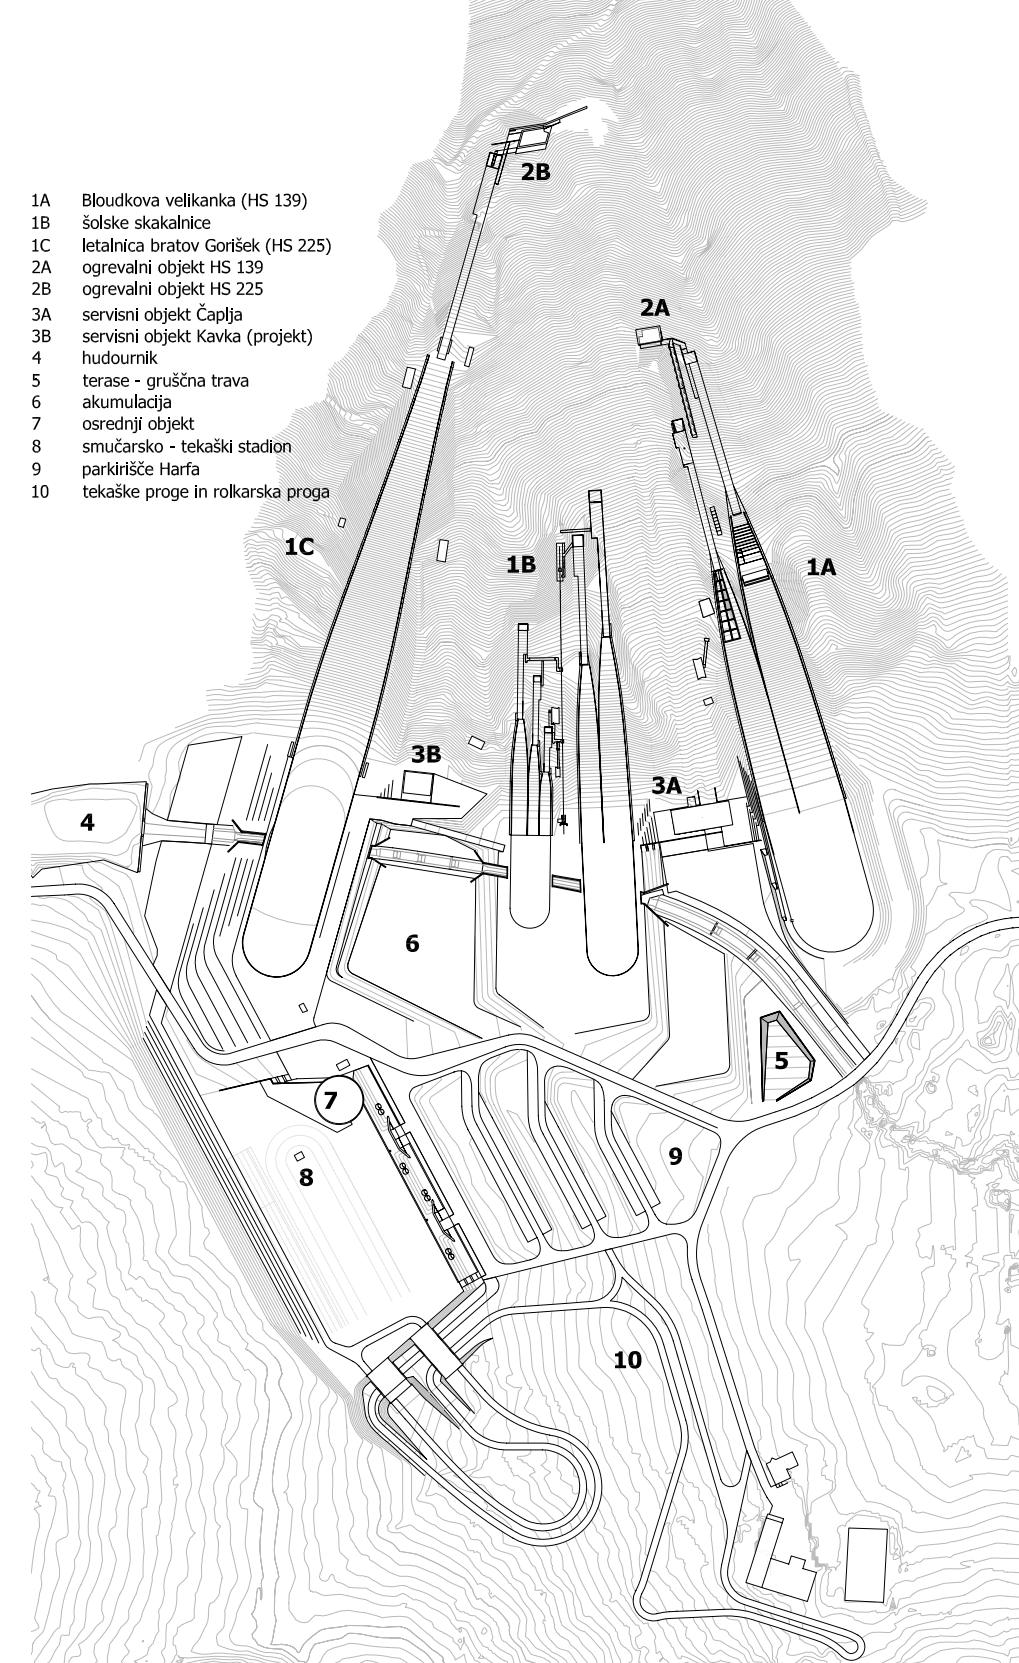 2B
1A Bloudkova velikanka (HS 139)
1B šolske skakalnice
1C letalnica bratov Gorišek (HS 225)
2A ogrevalni objekt HS 139
2B ogrevalni objekt HS 225
3A servisni objekt Čaplja
3B servisni objekt Kavka (projekt)
4 hudournik
5 terase - gruščna trava
6 akumulacija
7 osrednji objekt
8 smučarsko - tekaški stadion
9 parkirišče Harfa
10 tekaške proge in rolkarska proga
2A
1C
1B
1A
3B
3A
4
6
5
7
9
8
10